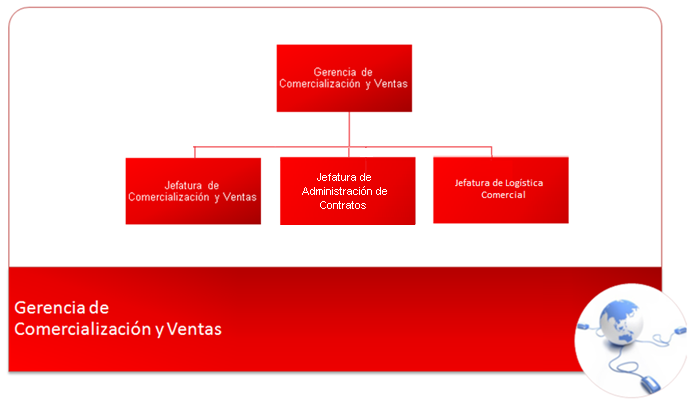 Gerencia de
Comercialización y Ventas
Jefatura de
Comercialización y Ventas
Jefatura de
Administración de
Contratos
Jefatura de Logística
Comercial
Gerencia de
Comercialización y Ventas